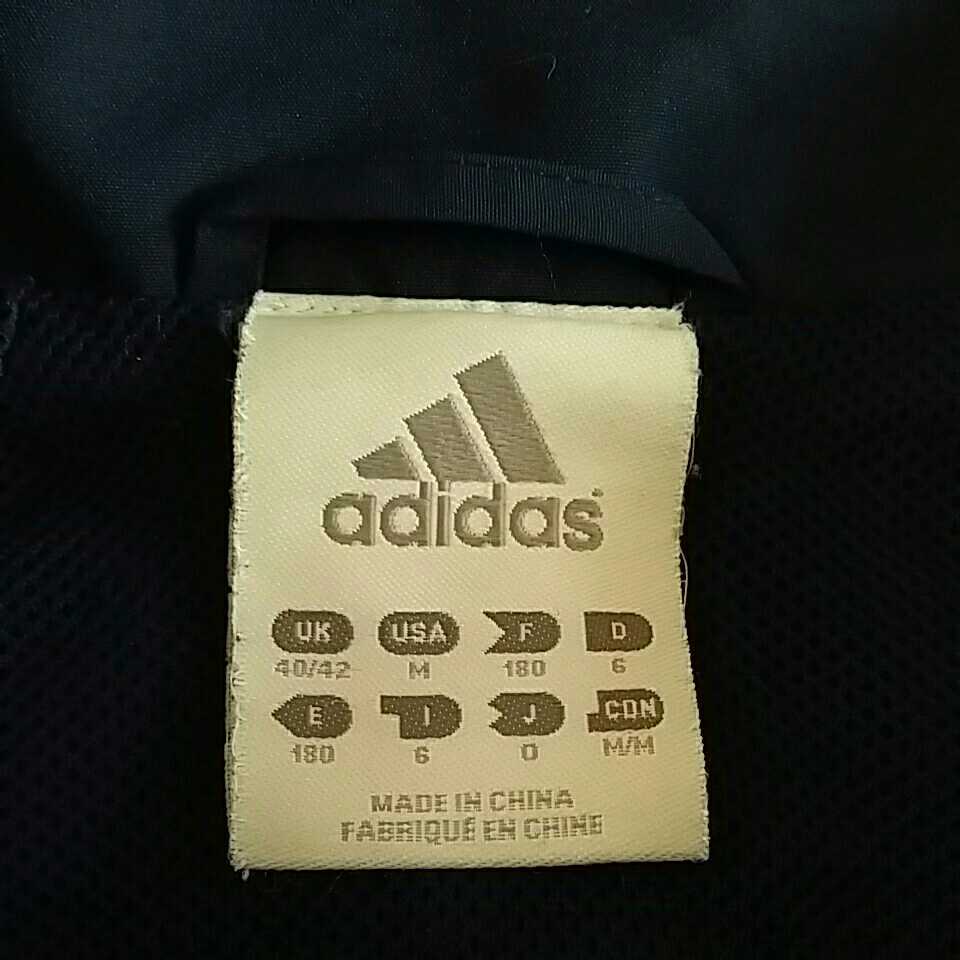 adidas
UK USA F D
40/42 M 180 6
E I J CDN
180 6 O M/M
MADE IN CHINA
FABRIQUÉ EN CHINE